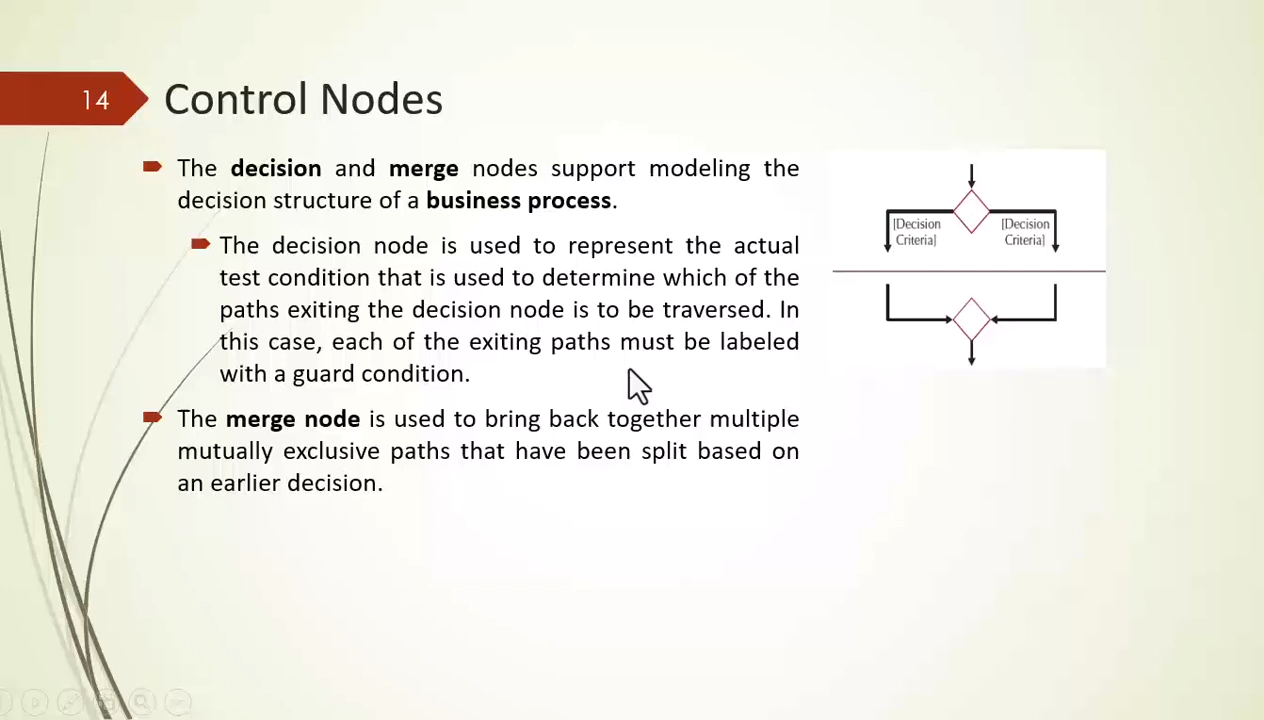 14
Control Nodes
The decision and merge nodes support modeling the
decision structure of a business process.
The decision node is used to represent the actual
test condition that is used to determine which of the
paths exiting the decision node is to be traversed. In
this case, each of the exiting paths must be labeled
with a guard condition.
The merge node is used to bring back together multiple
mutually exclusive paths that have been split based on
an earlier decision.
[Decision
Criteria]
[Decision
Criteria]